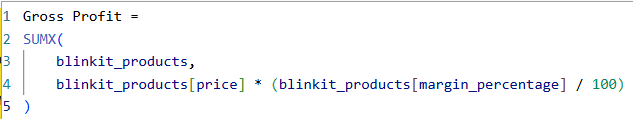 1 Gross Profit =
2 SUMX(
3 blinkit_products,
4 blinkit_products[price] * (blinkit_products[margin_percentage] / 100)
5 )